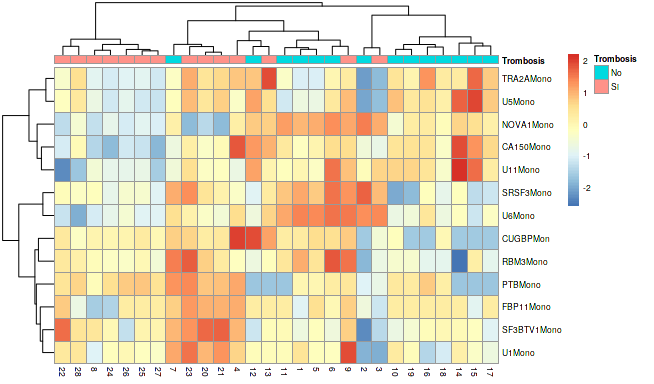 Trombosis
TRA2AMono
U5Mono
NOVA1Mono
CA150Mono
U11Mono
SRSF3Mono
U6Mono
CUGBPMon
RBM3Mono
PTBMono
FBP11Mono
SF3BTV1Mono
U1Mono
22 28 8 24 26 25 27 7 23 20 21 4 12 13 11 1 5 6 9 2 3 10 19 16 18 14 15 17
2
1
0
-1
-2
Trombosis
No
SI